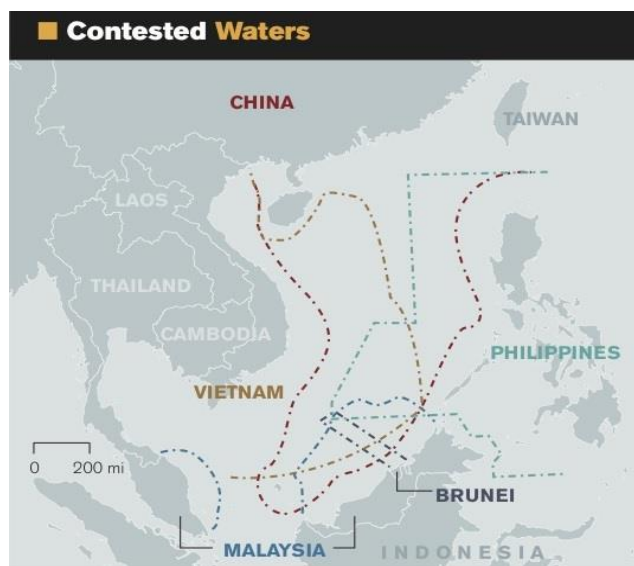 Contested Waters
CHINA
TAIWAN
LAOS
THAILAND
CAMBODIA
PHILIPPINES
VIETNAM
0 200 mi
BRUNEI
MALAYSIA
INDONESIA